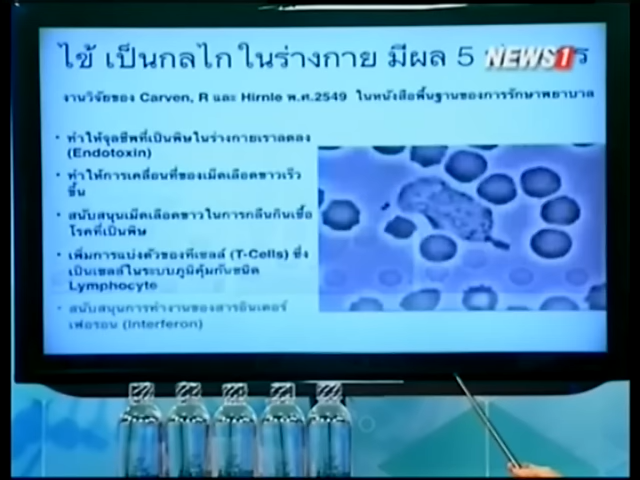 ไข้ เป็นกลไกในร่างกาย มีผล 5
NEWS1
งานวิจัยของ Carven, R และ Hirnle พ.ศ.2549 ในหนังสือพื้นฐานของการรักษาพยาบาล
• ทำให้จุลชีพที่เป็นพิษในร่างกายเราลดลง
(Endotoxin)
• ทำให้การเคลื่อนที่ของเม็ดเลือดขาวเร็ว
ขึ้น
• สนับสนุนเม็ดเลือดขาวในการกลืนกินเชื้อ
โรคที่เป็นพิษ
• เพิ่มการแบ่งตัวของทีเซลล์ (T-Cells) ซึ่ง
เป็นเซลล์ในระบบภูมิคุ้มกันชนิด
Lymphocyte
• สนับสนุนการทำงานของสารอินเตอร์
เฟอรอน (Interferon)